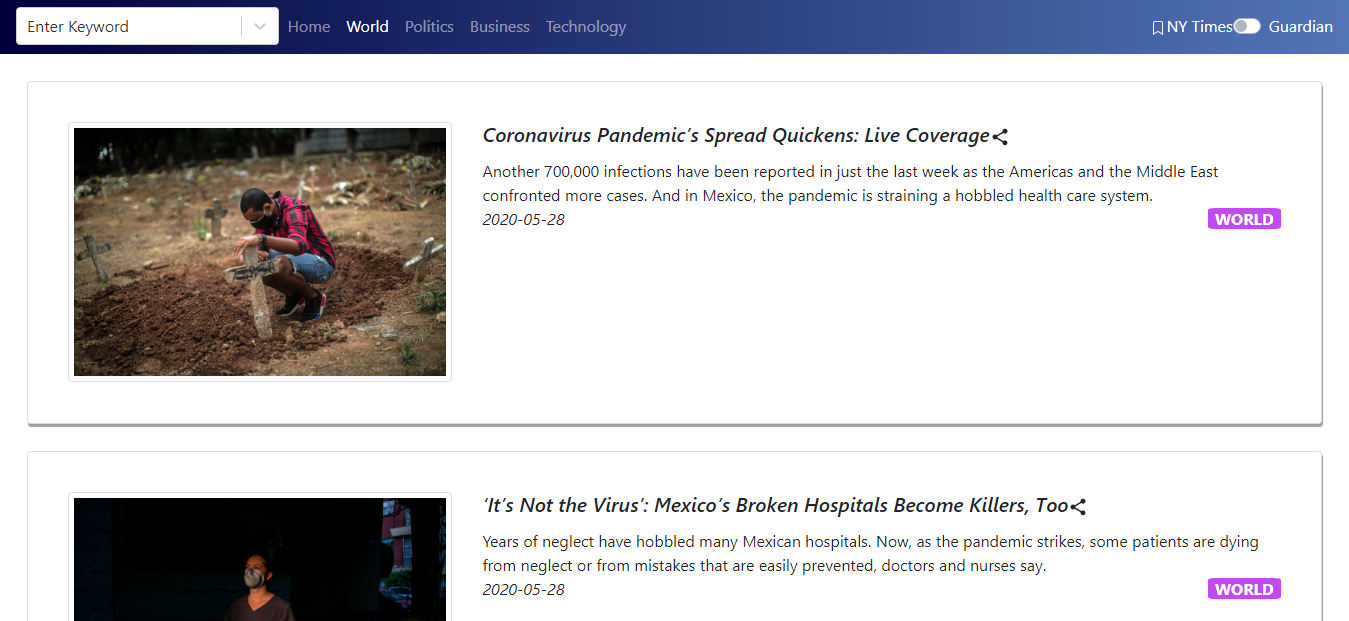 Enter Keyword Home World Politics Business Technology NY Times Guardian
Coronavirus Pandemic’s Spread Quickens: Live Coverage
Another 700,000 infections have been reported in just the last week as the Americas and the Middle East
confronted more cases. And in Mexico, the pandemic is straining a hobbled health care system.
2020-05-28 WORLD
‘It’s Not the Virus’: Mexico’s Broken Hospitals Become Killers, Too
Years of neglect have hobbled many Mexican hospitals. Now, as the pandemic strikes, some patients are dying
from neglect or from mistakes that are easily prevented, doctors and nurses say.
2020-05-28 WORLD